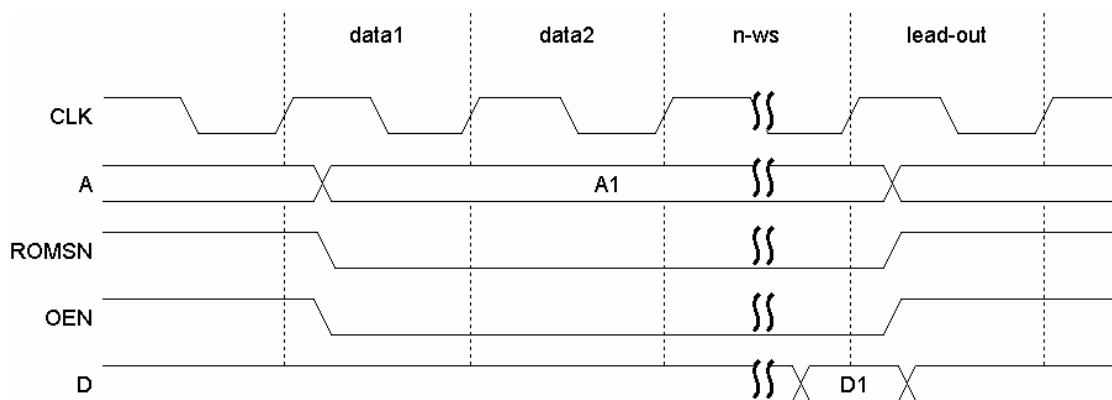 data1 data2 n-ws lead-out
CLK
A A1
ROMSN
OEN
D D1